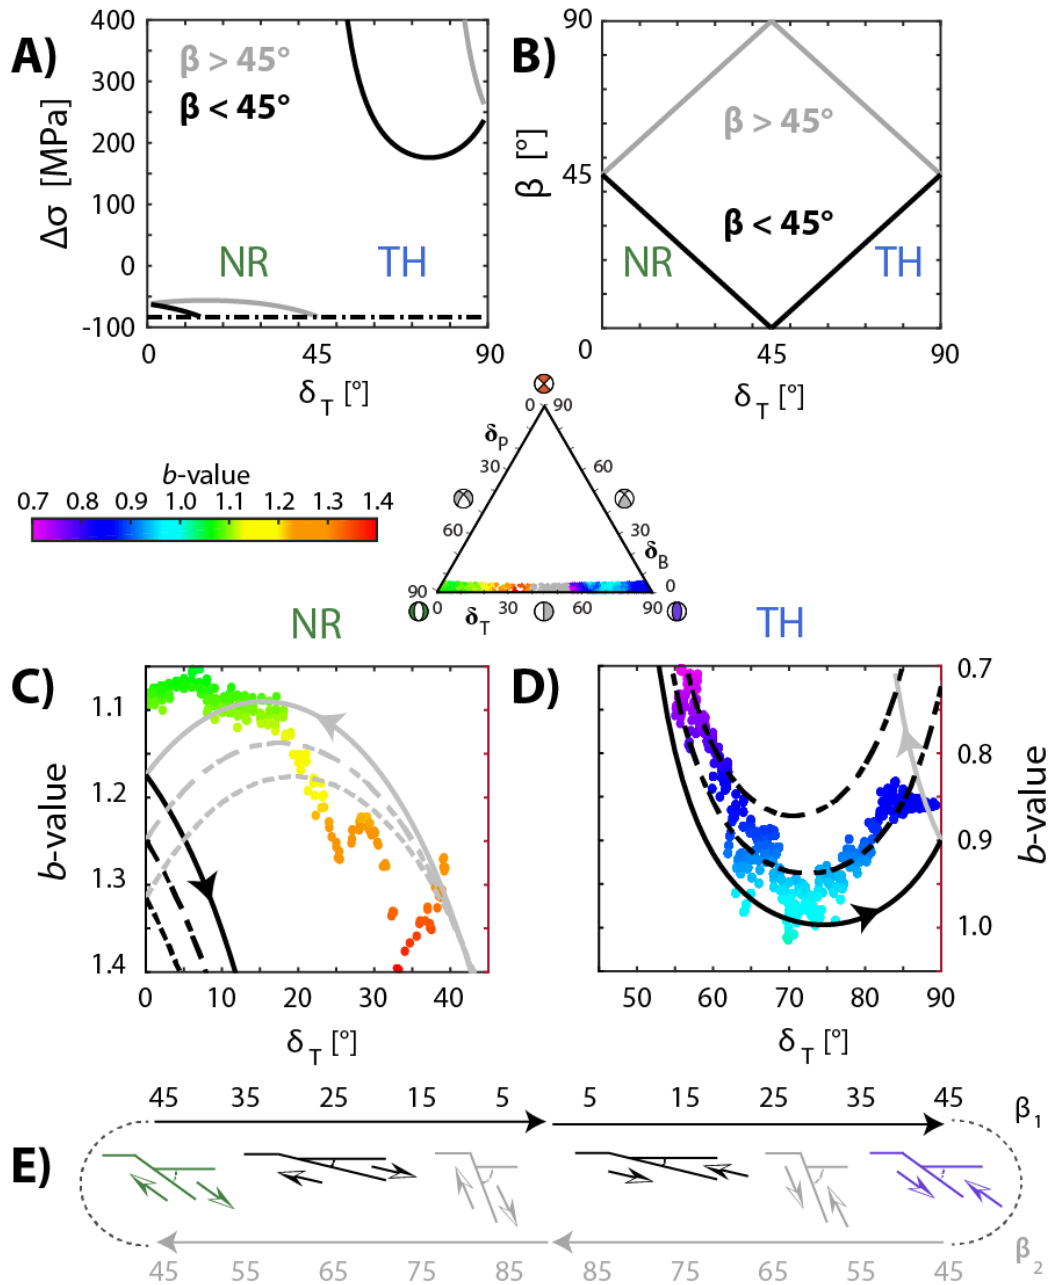 A)
400
300
200
100
0
-100
Δσ [MPa]
β > 45°
β < 45°
NR
TH
0
45
90
δT [°]
B)
90
45
0
β [°]
β > 45°
β < 45°
NR
TH
45
90
δT [°]
b-value
0.7 0.8 0.9 1.0 1.1 1.2 1.3 1.4
0 90
δP
30
60
60
30
δB
90
0
0
30
60
90
δT
NR
TH
C)
1.1
1.2
1.3
1.4
b-value
0 10 20 30 40
δT [°]
D)
0.7
0.8
0.9
1.0
b-value
50 60 70 80 90
δT [°]
45 35 25 15 5 5 15 25 35 45 β1
E)
β2
45 55 65 75 85 85 75 65 55 45